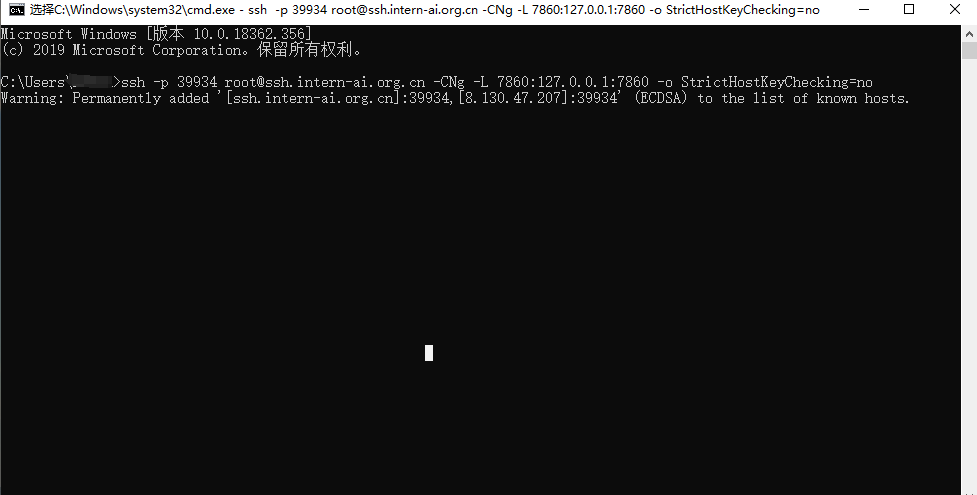 选择C:\Windows\system32\cmd.exe - ssh  -p 39934 root@ssh.intern-ai.org.cn -CNg -L 7860:127.0.0.1:7860 -o StrictHostKeyChecking=no
Microsoft Windows [版本 10.0.18362.356]
(c) 2019 Microsoft Corporation。保留所有权利。
C:\Users\>ssh -p 39934 root@ssh.intern-ai.org.cn -CNg -L 7860:127.0.0.1:7860 -o StrictHostKeyChecking=no
Warning: Permanently added '[ssh.intern-ai.org.cn]:39934,[8.130.47.207]:39934' (ECDSA) to the list of known hosts.